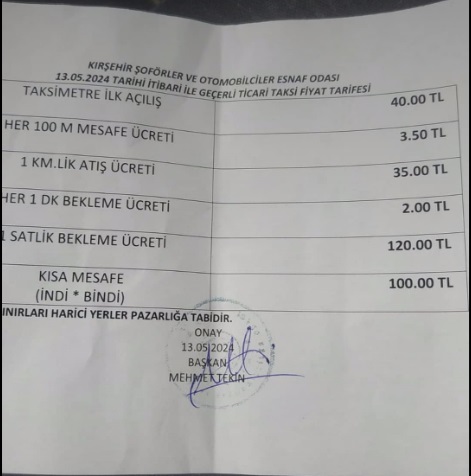 KIRŞEHİR ŞOFÖRLER VE OTOMOBİLCİLER ESNAF ODASI
13.05.2024 TARİHİ İTİBARİ İLE GEÇERLİ TİCARİ TAKSİ FİYAT TARİFESİ
TAKSİMETRE İLK AÇILIŞ 40.00 TL
HER 100 M MESAFE ÜCRETİ 3.50 TL
1 KM.LİK ATIŞ ÜCRETİ 35.00 TL
HER 1 DK BEKLEME ÜCRETİ 2.00 TL
1 SATLİK BEKLEME ÜCRETİ 120.00 TL
KISA MESAFE
(İNDİ * BİNDİ) 100.00 TL
INIRLARI HARİCİ YERLER PAZARLIĞA TABİDİR.
ONAY
13.05.2024
BAŞKAN
MEHMET TEKİN